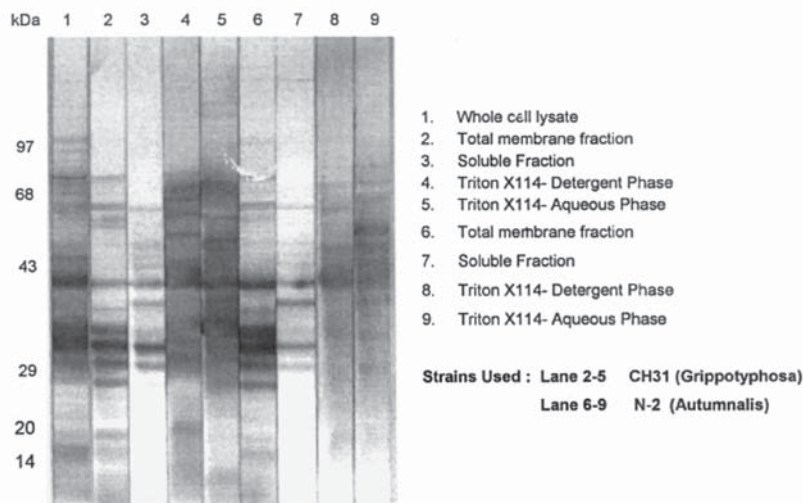 kDa 1 2 3 4 5 6 7 8 9
97
68
43
29
20
14
1. Whole cell lysate
2. Total membrane fraction
3. Soluble Fraction
4. Triton X114- Detergent Phase
5. Triton X114- Aqueous Phase
6. Total membrane fraction
7. Soluble Fraction
8. Triton X114- Detergent Phase
9. Triton X114- Aqueous Phase
Strains Used : Lane 2-5 CH31 (Grippotyphosa)
Lane 6-9 N-2 (Autumnalis)